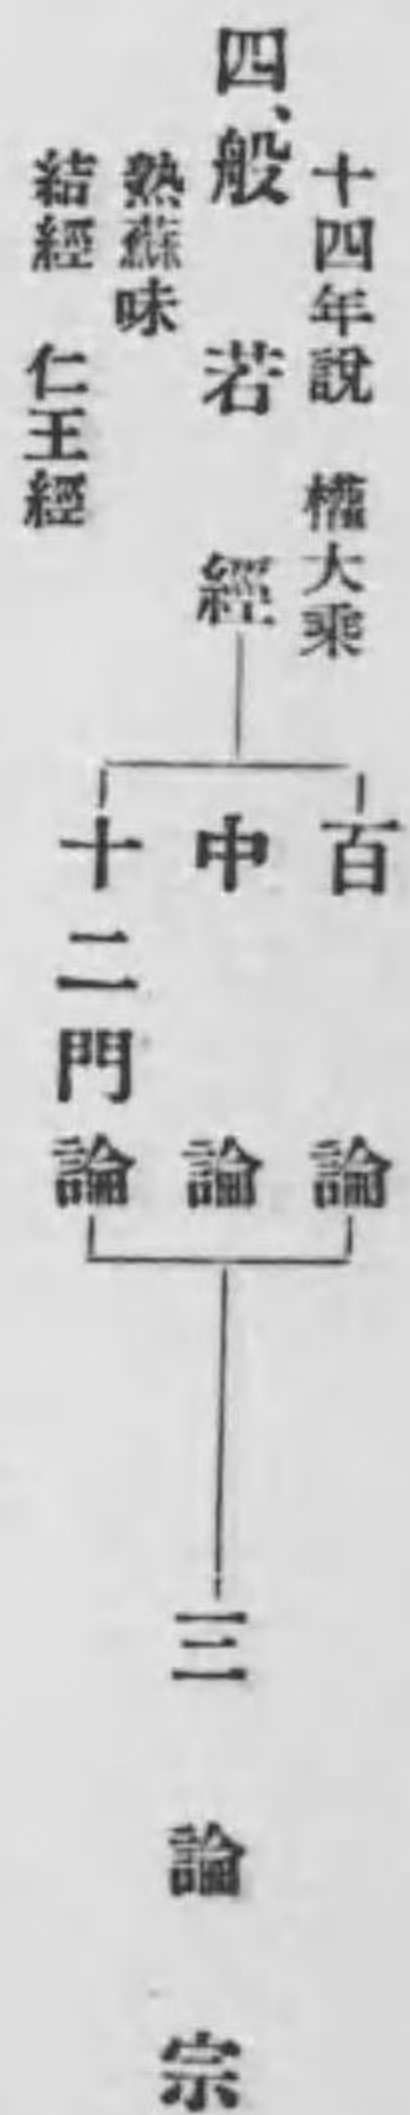 十四年說　權大乘
四、般若經
熟蘇味
結經　仁王經
百論
中論
十二門論
三論宗